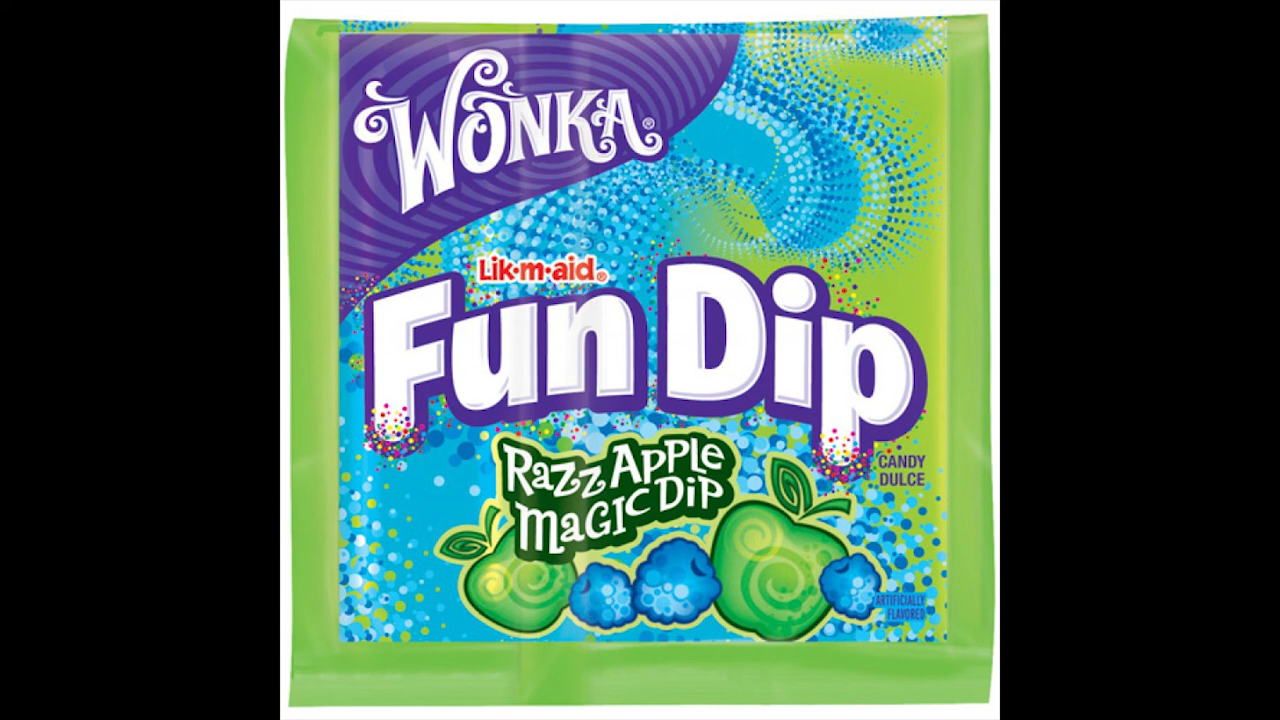 WONKA®
Lik·m·aid®
Fun Dip
RAZZ APPLE
MAGIC DIP
CANDY
DULCE
ARTIFICIALLY
FLAVORED